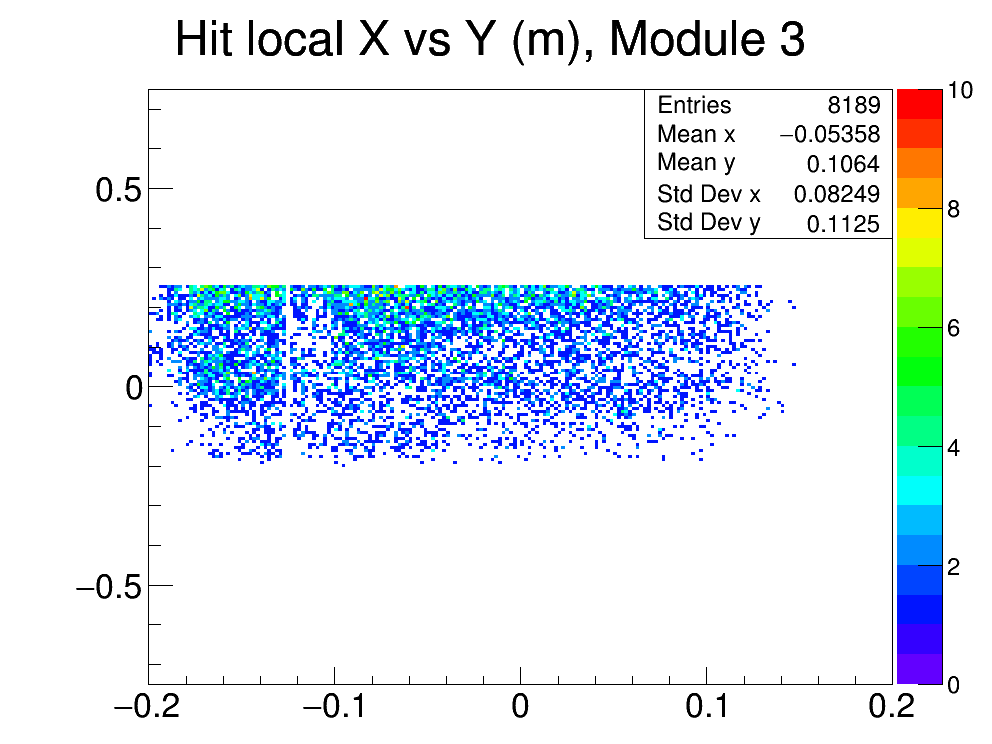 Hit local X vs Y (m), Module 3
Entries 8189
Mean x −0.05358
Mean y 0.1064
Std Dev x 0.08249
Std Dev y 0.1125
10
8
6
4
2
0
0.5
0
−0.5
−0.2 −0.1 0 0.1 0.2